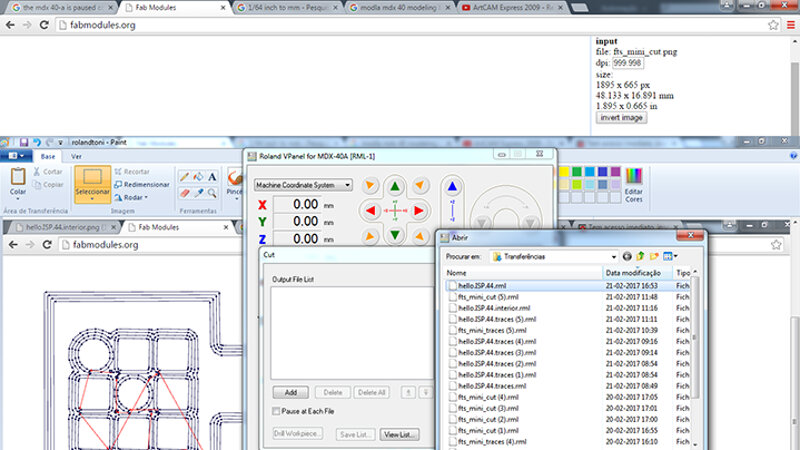 the mdx 40-a is paused o
Fab Modules
1/64 inch to mm - Pesqui
modla mdx 40 modeling
ArtCAM Express 2009 - Re
fabmodules.org
input
file: fts_mini_cut.png
dpi: 999.998
size:
1895 x 665 px
48.133 x 16.891 mm
1.895 x 0.665 in
invert image
rolandtoni - Paint
Base
Ver
Colar
Cortar
Copiar
Área de Transferência
Selecionar
Recortar
Redimensionar
Rodar
Imagem
Ferramentas
Pincé
Editar
Cores
Roland VPanel for MDX-40A [RML-1]
Machine Coordinate System
X 0.00 mm
Y 0.00 mm
Z 0.00 mm
hello.ISP.44.interior.png (
Fab Modules
Tem acesso imediato
fabmodules.org
Cut
Output File List
Add
Delete
Delete All
Pause at Each File
Drill Workpiece...
Save List...
View List...
Abrir
Procurar em:
Transferências
Nome
Data modificação
Tipo
hello.ISP.44.rml 21-02-2017 16:53 Fich
fts_mini_cut (5).rml 21-02-2017 11:48 Fich
hello.ISP.44.interior.rml 21-02-2017 11:16 Fich
hello.ISP.44.traces (5).rml 21-02-2017 11:11 Fich
fts_mini_traces (5).rml 21-02-2017 10:39 Fich
hello.ISP.44.traces (4).rml 21-02-2017 09:16 Fich
hello.ISP.44.traces (3).rml 21-02-2017 09:14 Fich
hello.ISP.44.traces (2).rml 21-02-2017 08:54 Fich
hello.ISP.44.traces (1).rml 21-02-2017 08:54 Fich
hello.ISP.44.traces.rml 21-02-2017 08:49 Fich
fts_mini_cut (4).rml 20-02-2017 17:05 Fich
fts_mini_cut (3).rml 20-02-2017 17:02 Fich
fts_mini_cut (2).rml 20-02-2017 17:00 Fich
fts_mini_cut (1).rml 20-02-2017 16:55 Fich
fts_mini_traces (4).rml 20-02-2017 16:10 Fich